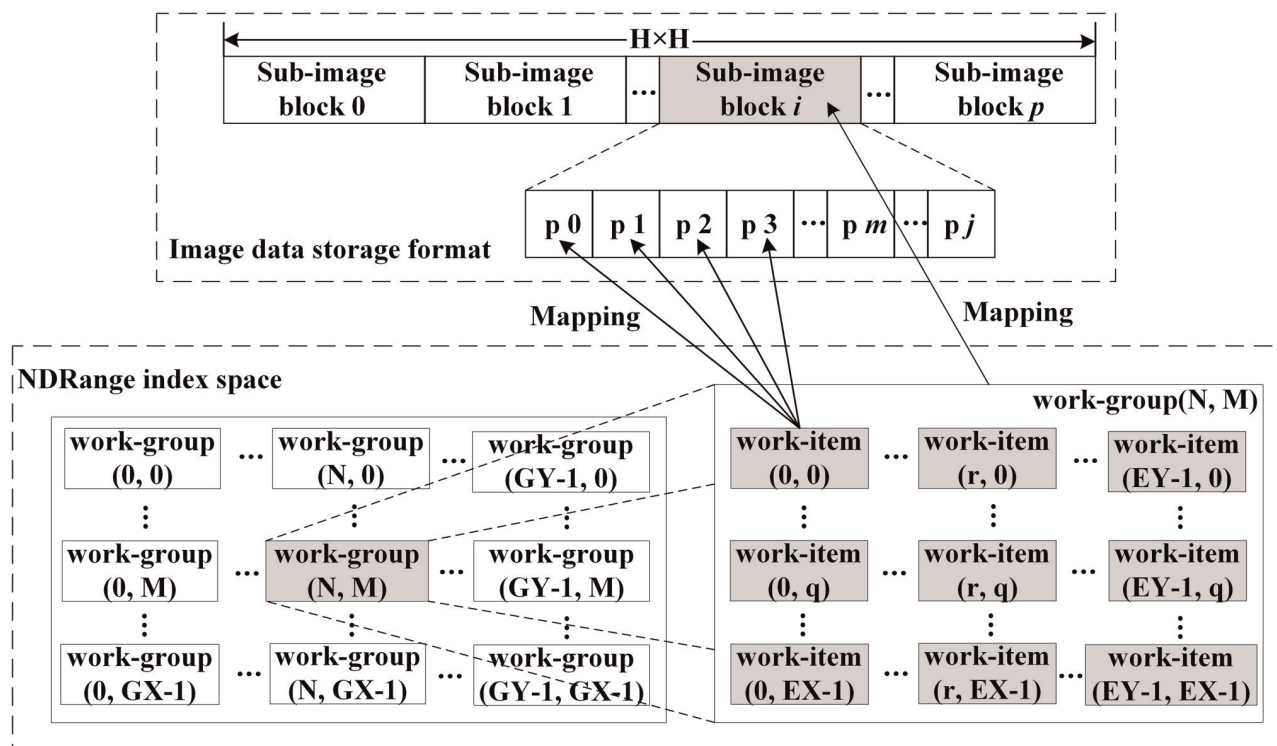 H×H
Sub-image
block 0
Sub-image
block 1
...
Sub-image
block i
...
Sub-image
block p
p 0
p 1
p 2
p 3
...
p m
...
p j
Image data storage format
Mapping
Mapping
NDRange index space
work-group
(0, 0)
...
work-group
(N, 0)
...
work-group
(GY-1, 0)
work-group
(0, M)
...
work-group
(N, M)
...
work-group
(GY-1, M)
work-group
(0, GX-1)
...
work-group
(N, GX-1)
...
work-group
(GY-1, GX-1)
work-group(N, M)
work-item
(0, 0)
...
work-item
(r, 0)
...
work-item
(EY-1, 0)
work-item
(0, q)
...
work-item
(r, q)
...
work-item
(EY-1, q)
work-item
(0, EX-1)
...
work-item
(r, EX-1)
...
work-item
(EY-1, EX-1)